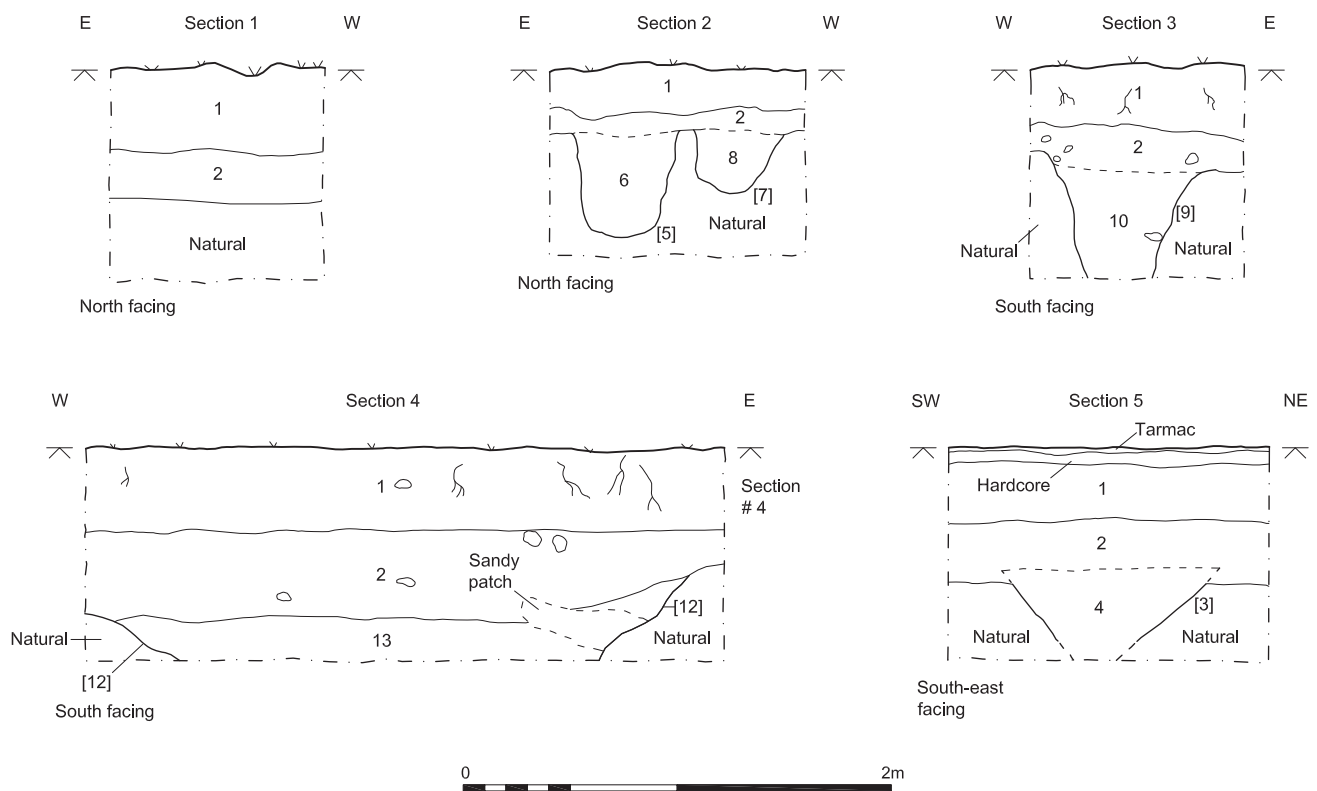 E Section 1 W
1
2
Natural
North facing
E Section 2 W
1
2
6
8
[7]
[5]
Natural
North facing
W Section 3 E
1
2
10
[9]
Natural
Natural
South facing
W Section 4 E
1
Section
# 4
2
Sandy
patch
[12]
Natural
13
Natural
[12]
South facing
SW Section 5 NE
Tarmac
Hardcore
1
2
4
[3]
Natural
Natural
South-east
facing
0 2m